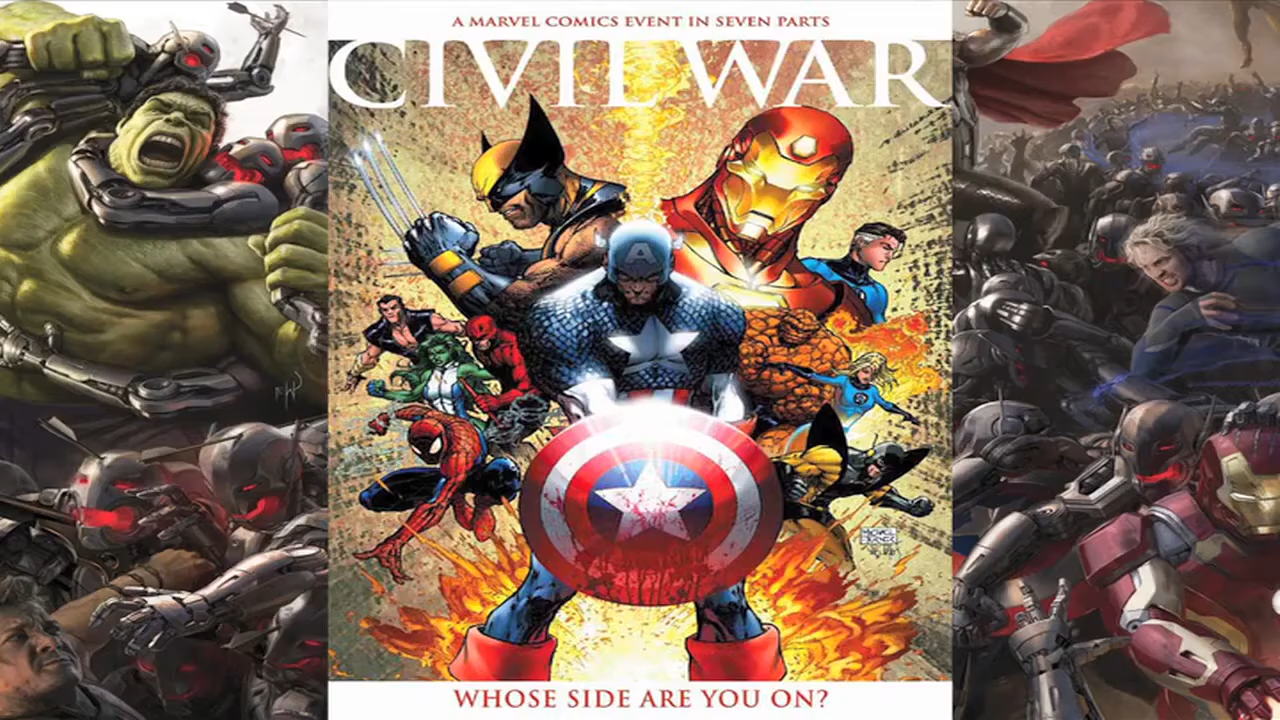 A MARVEL COMICS EVENT IN SEVEN PARTS
CIVIL WAR
A
WHOSE SIDE ARE YOU ON?